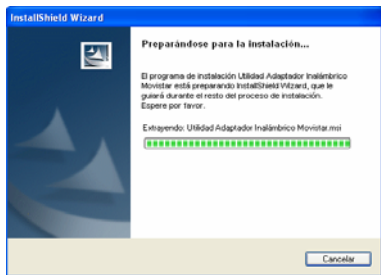 InstallShield Wizard
Preparándose para la instalación...
El programa de instalación Utilidad Adaptador Inalámbrico
Movistar está preparando InstallShield Wizard, que le
guiará durante el resto del proceso de instalación.
Espere por favor.
Extrayendo: Utilidad Adaptador Inalámbrico Movistar.msi
Cancelar